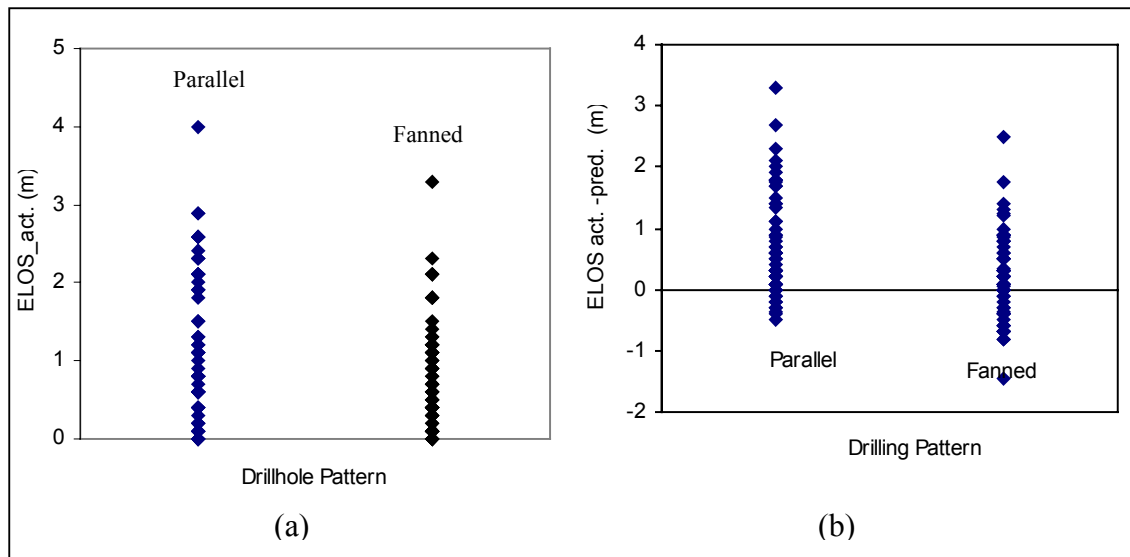 5
Parallel
4
Fanned
3
2
1
0
ELOS_act. (m)
Drillhole Pattern
(a)
4
3
2
1
0
-1
-2
ELOS act. -pred. (m)
Parallel
Fanned
Drilling Pattern
(b)